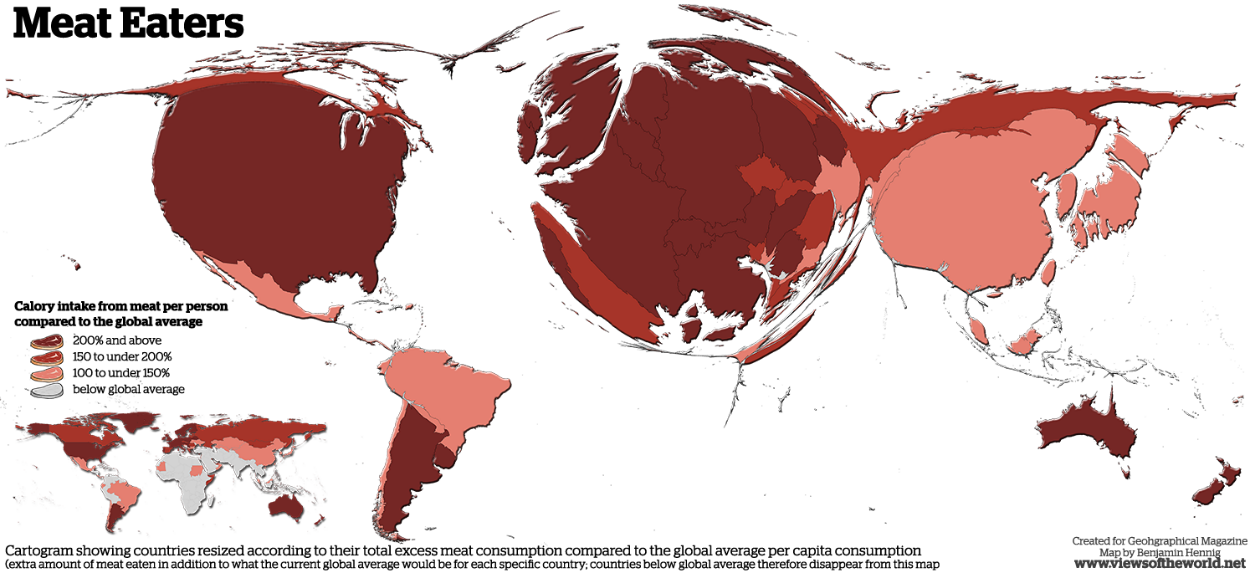 Meat Eaters
Calory intake from meat per person
compared to the global average
200% and above
150 to under 200%
100 to under 150%
below global average
Cartogram showing countries resized according to their total excess meat consumption compared to the global average per capita consumption
(extra amount of meat eaten in addition to what the current global average would be for each specific country; countries below global average therefore disappear from this map
Created for Geohgraphical Magazine
Map by Benjamin Hennig
www.viewsoftheworld.net